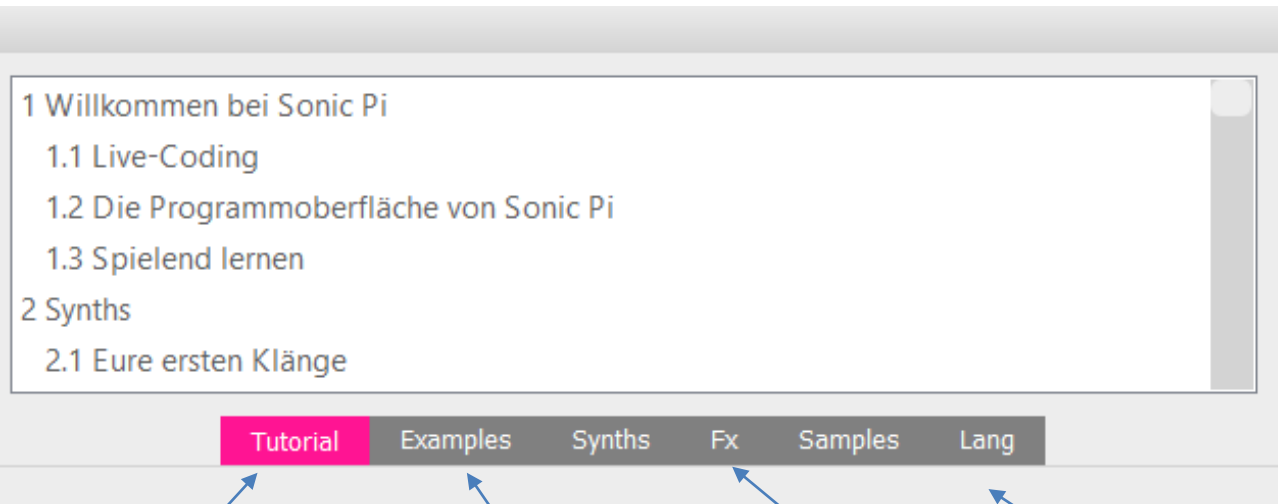 1 Willkommen bei Sonic Pi
1.1 Live-Coding
1.2 Die Programmoberfläche von Sonic Pi
1.3 Spielend lernen
2 Synths
2.1 Eure ersten Klänge
Tutorial Examples Synths Fx Samples Lang